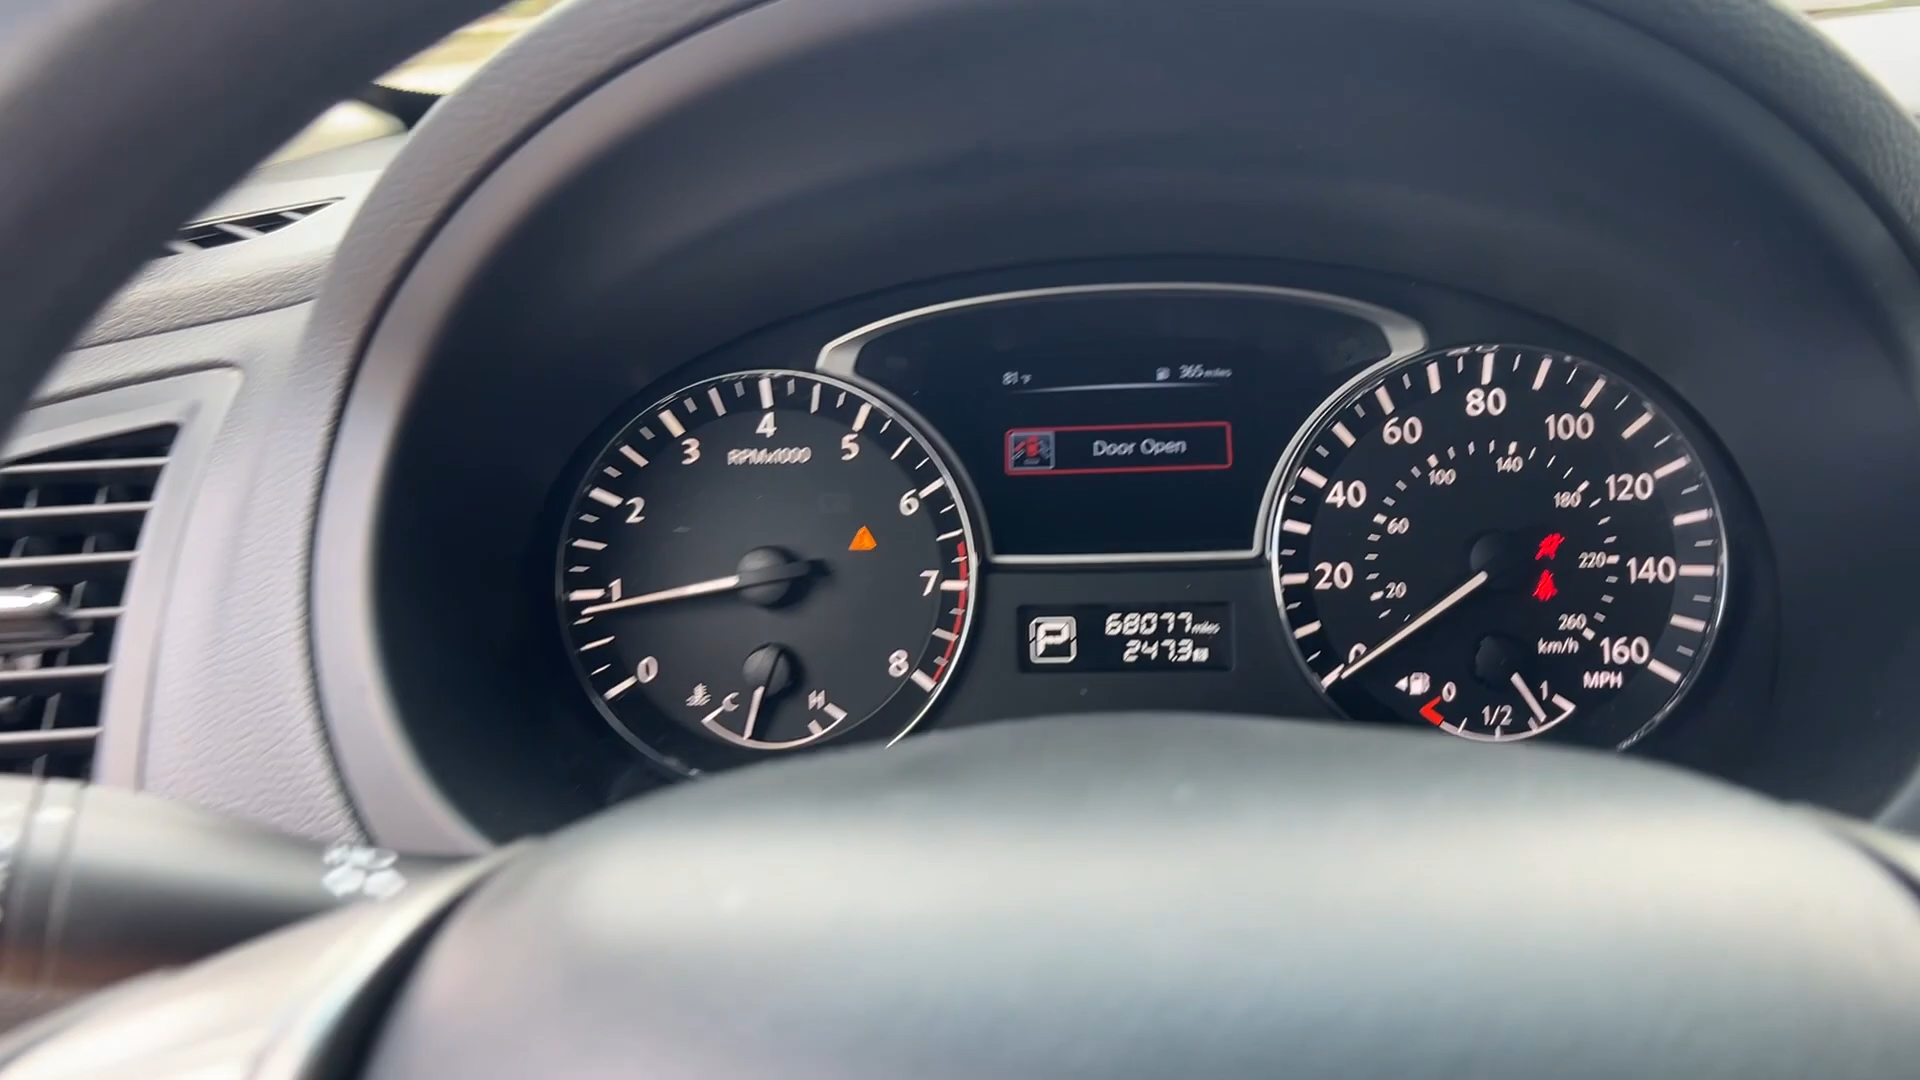 81°F 365 miles
Door Open
0 1 2 3 4 5 6 7 8
RPMx1000
C H
P 68077 miles
247.3
0 20 40 60 80 100 120 140 160
MPH
20 60 100 140 180 220 260
km/h
0 1/2 1